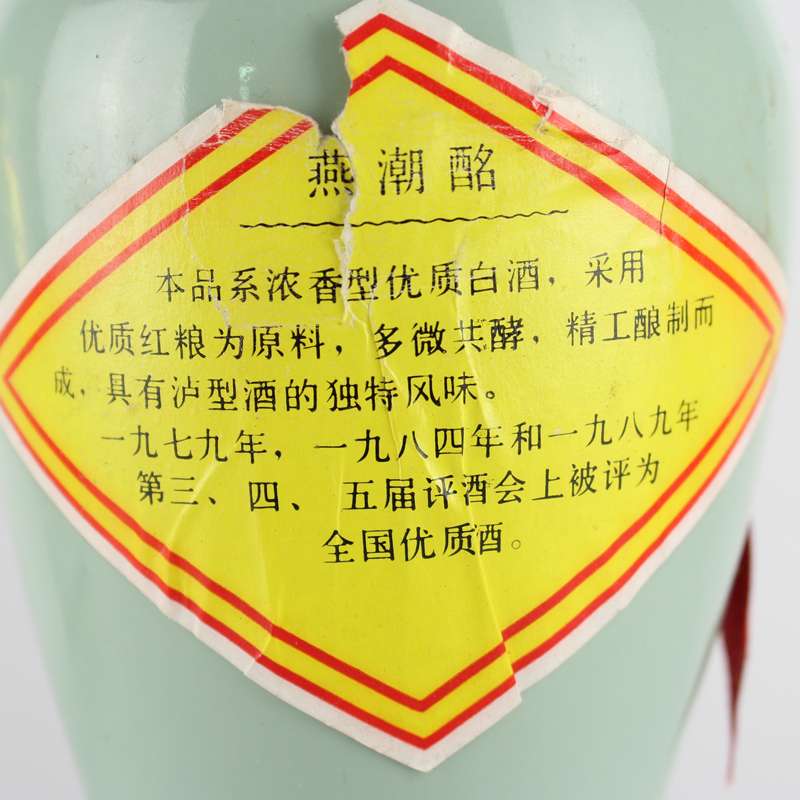 燕潮酩
本品系浓香型优质白酒，采用
优质红粮为原料，多微共酵，精工酿制而
成，具有泸型酒的独特风味。
一九七九年，一九八四年和一九八九年
第三、四、五届评酒会上被评为
全国优质酒。